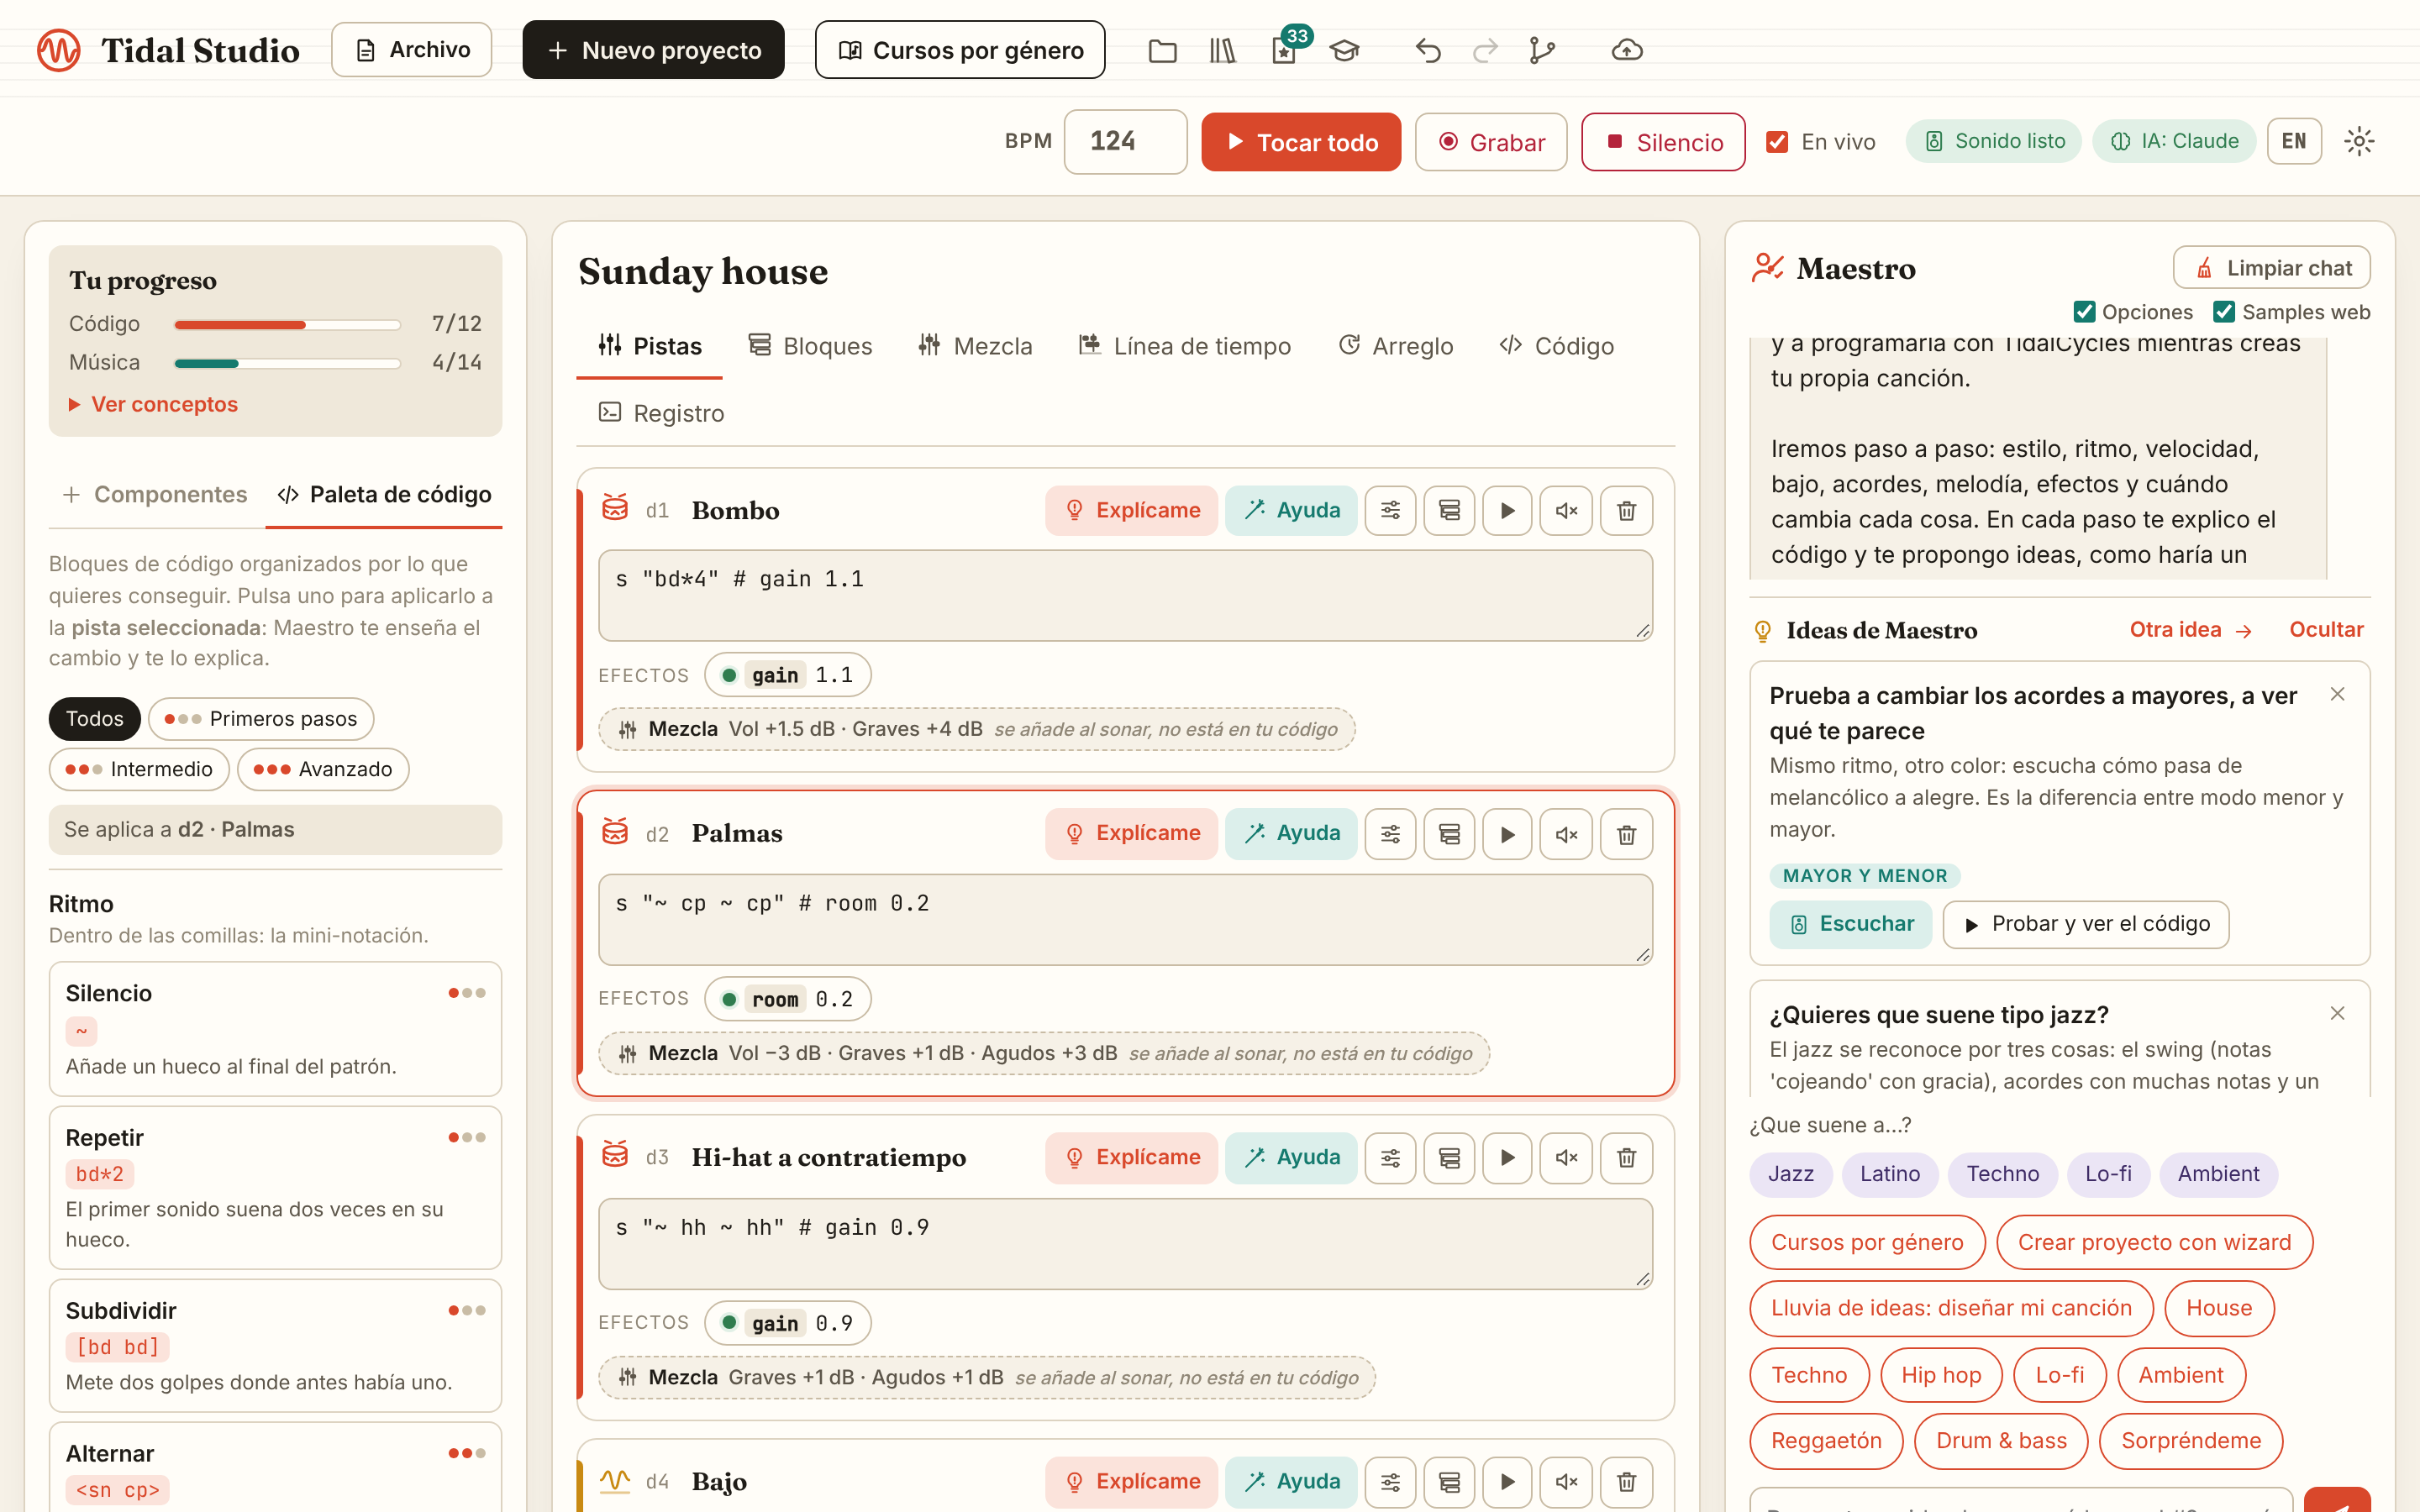 Tidal Studio
Archivo
Nuevo proyecto
Cursos por género
33
BPM
124
Tocar todo
Grabar
Silencio
En vivo
Sonido listo
IA: Claude
EN
Tu progreso
Código
7/12
Música
4/14
Ver conceptos
Componentes
Paleta de código
Bloques de código organizados por lo que
quieres conseguir. Pulsa uno para aplicarlo a
la pista seleccionada: Maestro te enseña el
cambio y te lo explica.
Todos
Primeros pasos
Intermedio
Avanzado
Se aplica a d2 · Palmas
Ritmo
Dentro de las comillas: la mini-notación.
Silencio
~
Añade un hueco al final del patrón.
Repetir
bd*2
El primer sonido suena dos veces en su
hueco.
Subdividir
[bd bd]
Mete dos golpes donde antes había uno.
Alternar
<sn cp>
Sunday house
Pistas
Bloques
Mezcla
Línea de tiempo
Arreglo
Código
Registro
d1
Bombo
Explícame
Ayuda
s "bd*4" # gain 1.1
EFECTOS
gain 1.1
Mezcla Vol +1.5 dB · Graves +4 dB se añade al sonar, no está en tu código
d2
Palmas
Explícame
Ayuda
s "~ cp ~ cp" # room 0.2
EFECTOS
room 0.2
Mezcla Vol −3 dB · Graves +1 dB · Agudos +3 dB se añade al sonar, no está en tu código
d3
Hi-hat a contratiempo
Explícame
Ayuda
s "~ hh ~ hh" # gain 0.9
EFECTOS
gain 0.9
Mezcla Graves +1 dB · Agudos +1 dB se añade al sonar, no está en tu código
d4
Bajo
Explícame
Ayuda
Maestro
Limpiar chat
Opciones
Samples web
y a programarla con TidalCycles mientras creas
tu propia canción.
Iremos paso a paso: estilo, ritmo, velocidad,
bajo, acordes, melodía, efectos y cuándo
cambia cada cosa. En cada paso te explico el
código y te propongo ideas, como haría un
Ideas de Maestro
Otra idea →
Ocultar
Prueba a cambiar los acordes a mayores, a ver
qué te parece
Mismo ritmo, otro color: escucha cómo pasa de
melancólico a alegre. Es la diferencia entre modo menor y
mayor.
MAYOR Y MENOR
Escuchar
Probar y ver el código
¿Quieres que suene tipo jazz?
El jazz se reconoce por tres cosas: el swing (notas
'cojeando' con gracia), acordes con muchas notas y un
¿Que suene a...?
Jazz
Latino
Techno
Lo-fi
Ambient
Cursos por género
Crear proyecto con wizard
Lluvia de ideas: diseñar mi canción
House
Techno
Hip hop
Lo-fi
Ambient
Reggaetón
Drum & bass
Sorpréndeme